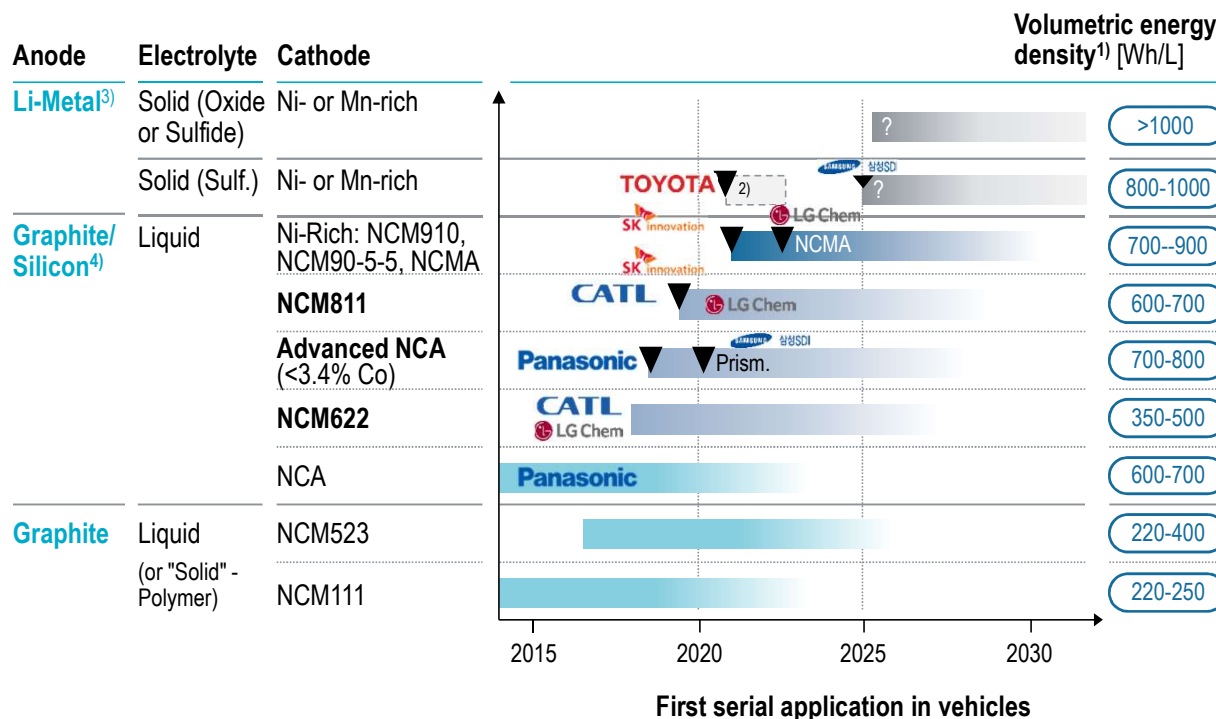 Volumetric energy
density1) [Wh/L]
Anode Electrolyte Cathode
Li-Metal3) Solid (Oxide Ni- or Mn-rich
or Sulfide)
? >1000
Solid (Sulf.) Ni- or Mn-rich
TOYOTA 2) SAMSUNG 삼성SDI ? 800-1000
Graphite/ Liquid Ni-Rich: NCM910,
Silicon4) NCM90-5-5, NCMA
SK innovation LG Chem
NCMA 700--900
SK innovation
NCM811 CATL LG Chem 600-700
Advanced NCA
(<3.4% Co)
SAMSUNG 삼성SDI
Panasonic Prism. 700-800
NCM622 CATL
LG Chem 350-500
NCA Panasonic 600-700
Graphite Liquid NCM523 220-400
(or "Solid" -
Polymer)
NCM111 220-250
2015 2020 2025 2030
First serial application in vehicles